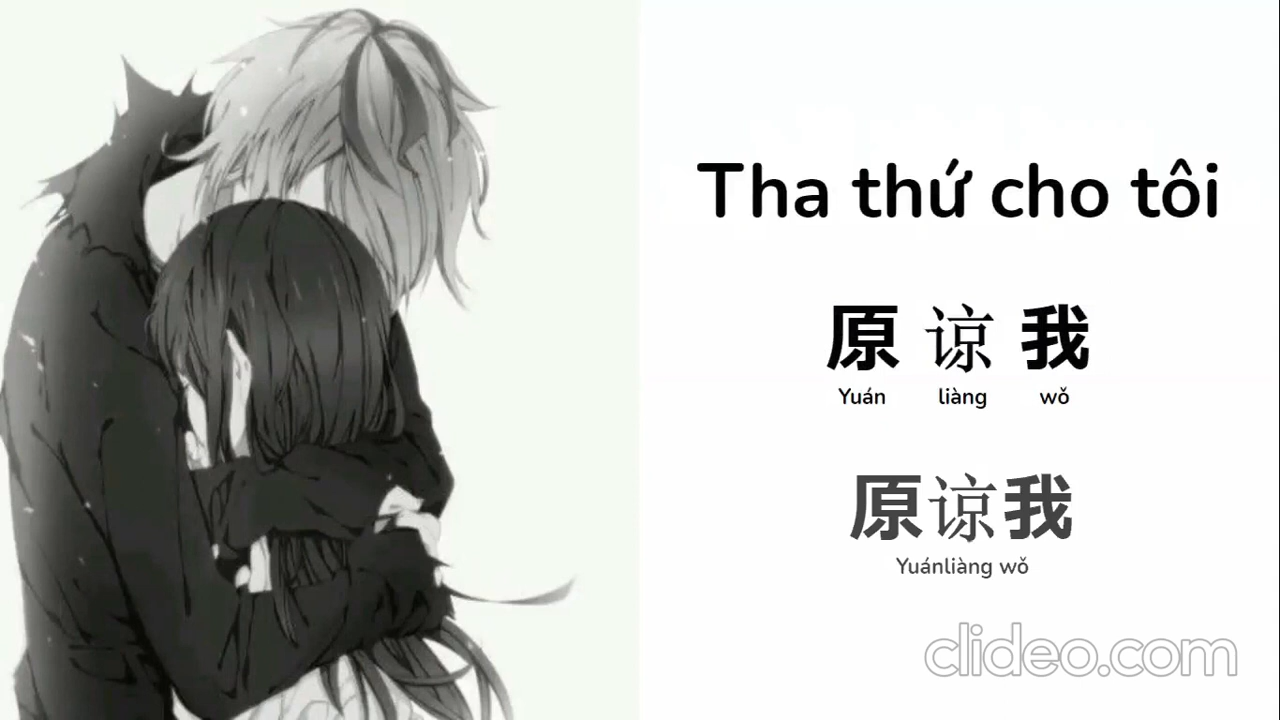 Tha thứ cho tôi
原 谅 我
Yuán liàng wǒ
原谅我
Yuánliàng wǒ
clideo.com